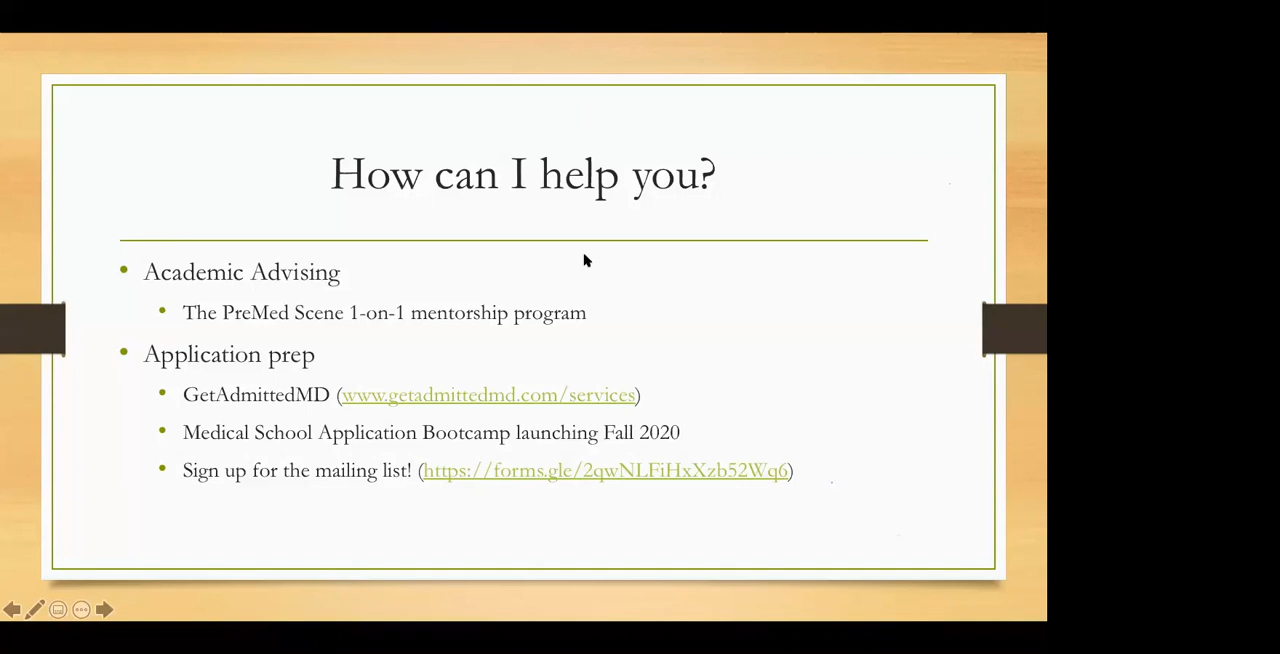 How can I help you?
Academic Advising
The PreMed Scene 1-on-1 mentorship program
Application prep
GetAdmittedMD (www.getadmittedmd.com/services)
Medical School Application Bootcamp launching Fall 2020
Sign up for the mailing list! (https://forms.gle/2qwNLFiHxXzb52Wq6)